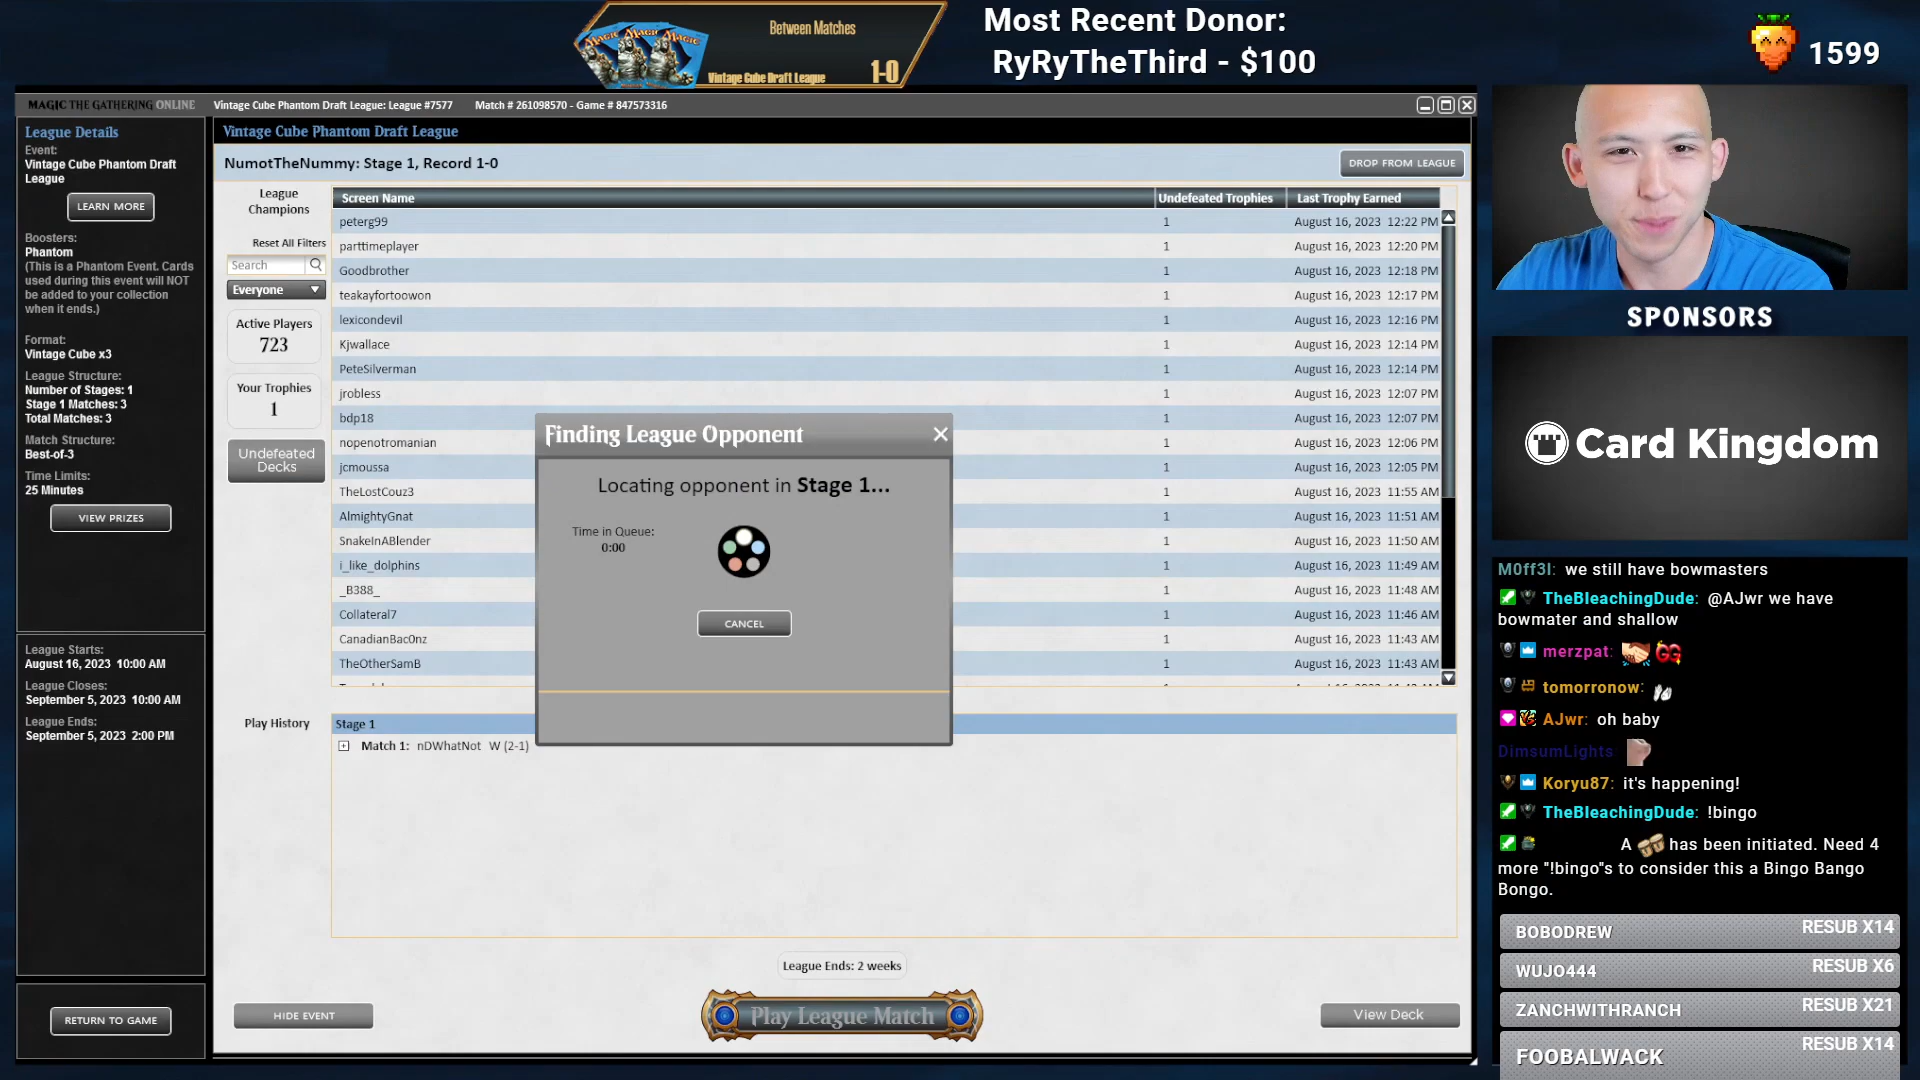 Between Matches
MAGIC MAGIC MAGIC
Vintage Cube Draft League
1-0
Most Recent Donor:
RyRyTheThird - $100
1599
MAGIC THE GATHERING ONLINE
Vintage Cube Phantom Draft League: League #7577
Match # 261098570 - Game # 847573316
League Details
Event:
Vintage Cube Phantom Draft
League
LEARN MORE
Boosters:
Phantom
(This is a Phantom Event. Cards
used during this event will NOT
be added to your collection
when it ends.)
Format:
Vintage Cube x3
League Structure:
Number of Stages: 1
Stage 1 Matches: 3
Total Matches: 3
Match Structure:
Best-of-3
Time Limits:
25 Minutes
VIEW PRIZES
League Starts:
August 16, 2023 10:00 AM
League Closes:
September 5, 2023 10:00 AM
League Ends:
September 5, 2023 2:00 PM
RETURN TO GAME
Vintage Cube Phantom Draft League
NumotTheNummy: Stage 1, Record 1-0
DROP FROM LEAGUE
League
Champions
Reset All Filters
Search
Everyone
Active Players
723
Your Trophies
1
Undefeated
Decks
Screen Name Undefeated Trophies Last Trophy Earned
peterg99 1 August 16, 2023 12:22 PM
parttimeplayer 1 August 16, 2023 12:20 PM
Goodbrother 1 August 16, 2023 12:18 PM
teakayfortoowon 1 August 16, 2023 12:17 PM
lexicondevil 1 August 16, 2023 12:16 PM
Kjwallace 1 August 16, 2023 12:14 PM
PeteSilverman 1 August 16, 2023 12:14 PM
jrobless 1 August 16, 2023 12:07 PM
bdp18 1 August 16, 2023 12:07 PM
nopenotromanian 1 August 16, 2023 12:06 PM
jcmoussa 1 August 16, 2023 12:05 PM
TheLostCouz3 1 August 16, 2023 11:55 AM
AlmightyGnat 1 August 16, 2023 11:51 AM
SnakeInABlender 1 August 16, 2023 11:50 AM
i_like_dolphins 1 August 16, 2023 11:49 AM
_B388_ 1 August 16, 2023 11:48 AM
Collateral7 1 August 16, 2023 11:46 AM
CanadianBac0nz 1 August 16, 2023 11:43 AM
TheOtherSamB 1 August 16, 2023 11:43 AM
Finding League Opponent
Locating opponent in Stage 1...
Time in Queue:
0:00
CANCEL
Play History
Stage 1
Match 1: nDWhatNot W (2-1)
League Ends: 2 weeks
HIDE EVENT
Play League Match
View Deck
SPONSORS
Card Kingdom
M0ff3l: we still have bowmasters
TheBleachingDude: @AJwr we have
bowmater and shallow
merzpat: GG
tomorronow:
AJwr: oh baby
DimsumLights
Koryu87: it's happening!
TheBleachingDude: !bingo
A has been initiated. Need 4
more "!bingo"s to consider this a Bingo Bango
Bongo.
BOBODREW RESUB X14
WUJO444 RESUB X6
ZANCHWITHRANCH RESUB X21
FOOBALWACK RESUB X14